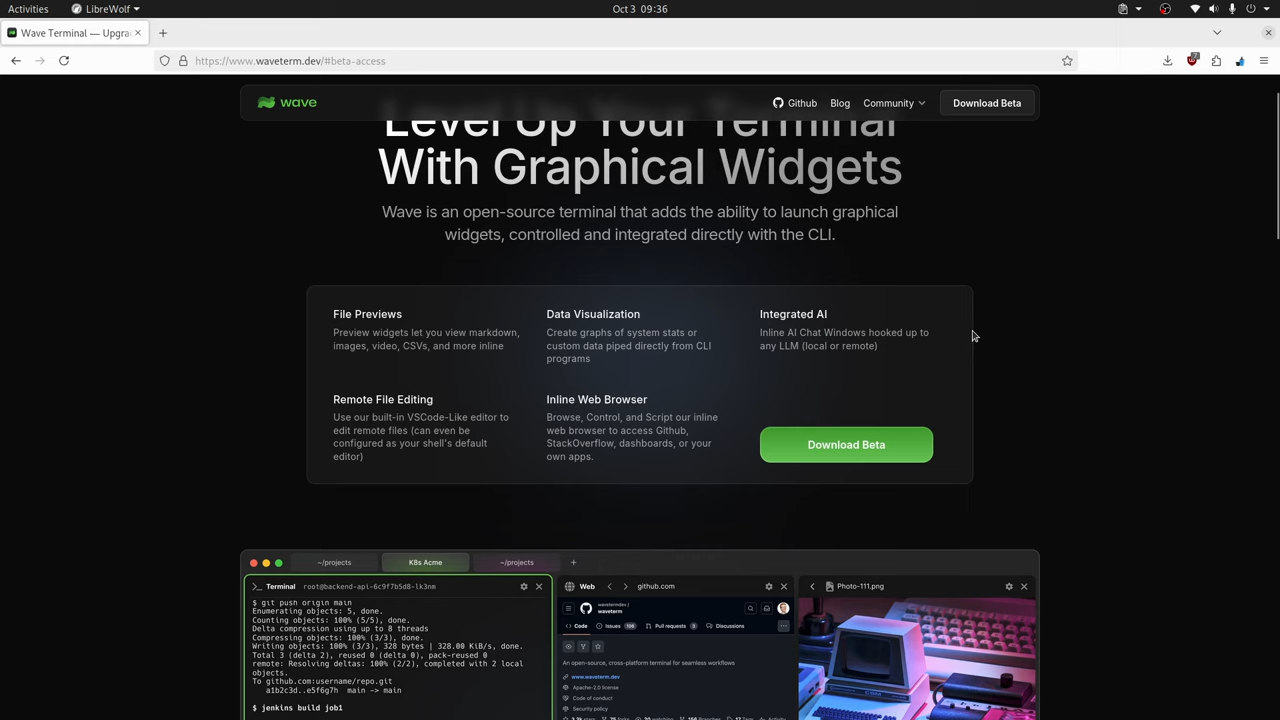 Activities
LibreWolf
Oct 3 09:36
Wave Terminal — Upgra
https://www.waveterm.dev/#beta-access
7
wave
Github
Blog
Community
Download Beta
Level Up Your Terminal
With Graphical Widgets
Wave is an open-source terminal that adds the ability to launch graphical
widgets, controlled and integrated directly with the CLI.
File Previews
Preview widgets let you view markdown,
images, video, CSVs, and more inline
Data Visualization
Create graphs of system stats or
custom data piped directly from CLI
programs
Integrated AI
Inline AI Chat Windows hooked up to
any LLM (local or remote)
Remote File Editing
Use our built-in VSCode-Like editor to
edit remote files (can even be
configured as your shell's default
editor)
Inline Web Browser
Browse, Control, and Script our inline
web browser to access Github,
StackOverflow, dashboards, or your
own apps.
Download Beta
~/projects
K8s Acme
~/projects
Terminal root@backend-api-6c9f7b5d8-lk3nm
$ git push origin main
Enumerating objects: 5, done.
Counting objects: 100% (5/5), done.
Delta compression using up to 8 threads
Compressing objects: 100% (3/3), done.
Writing objects: 100% (3/3), 328 bytes | 328.00 KiB/s, done.
Total 3 (delta 2), reused 0 (delta 0), pack-reused 0
remote: Resolving deltas: 100% (2/2), completed with 2 local
objects.
To github.com:username/repo.git
a1b2c3d..e5f6g7h main -> main
$ jenkins build job1
Web
github.com
wavetermdev /
waveterm
Code
Issues 106
Pull requests 3
Discussions
An open-source, cross-platform terminal for seamless workflows
www.waveterm.dev
Apache-2.0 license
Code of conduct
Security policy
Photo-111.png